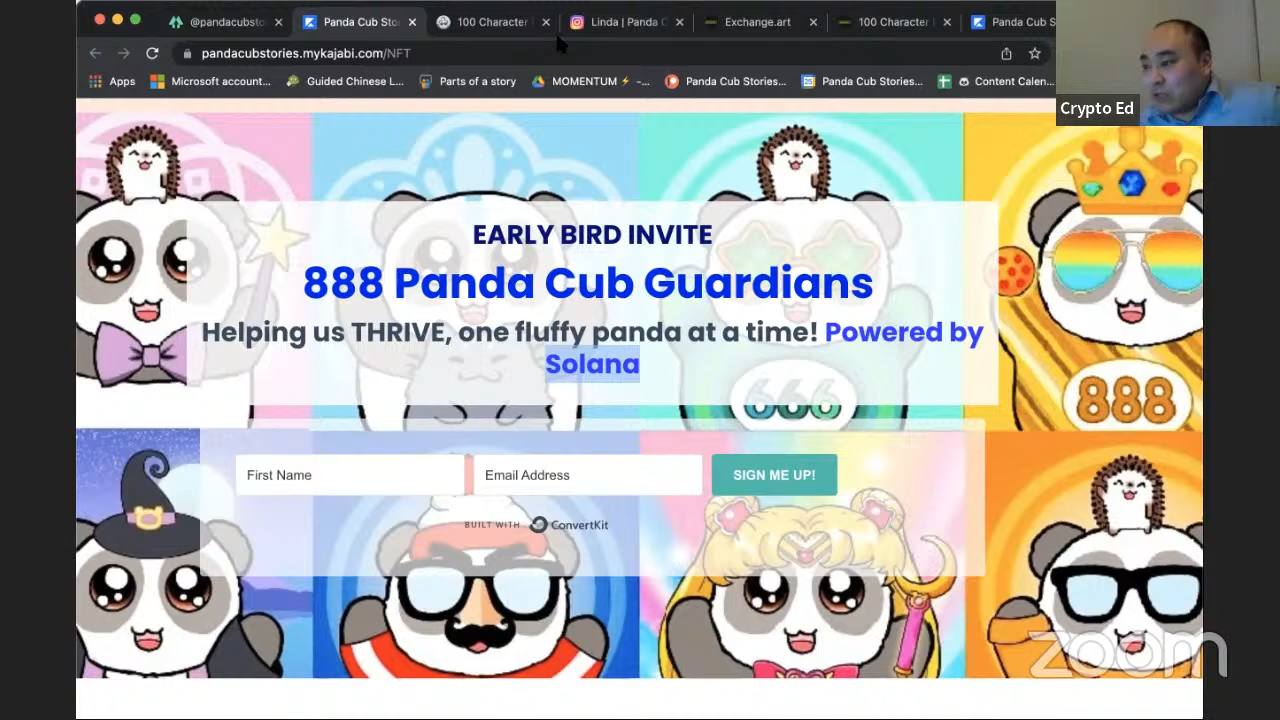 @pandacubst
Panda Cub Sto
100 Character
Linda | Panda C
Exchange.art
100 Character
Panda Cub S
pandacubstories.mykajabi.com/NFT
Apps
Microsoft account...
Guided Chinese L...
Parts of a story
MOMENTUM ⚡ -...
Panda Cub Stories...
Panda Cub Stories...
Content Calen...
Crypto Ed
EARLY BIRD INVITE
888 Panda Cub Guardians
Helping us THRIVE, one fluffy panda at a time! Powered by
Solana
666
888
First Name
Email Address
SIGN ME UP!
BUILT WITH ConvertKit
zoom